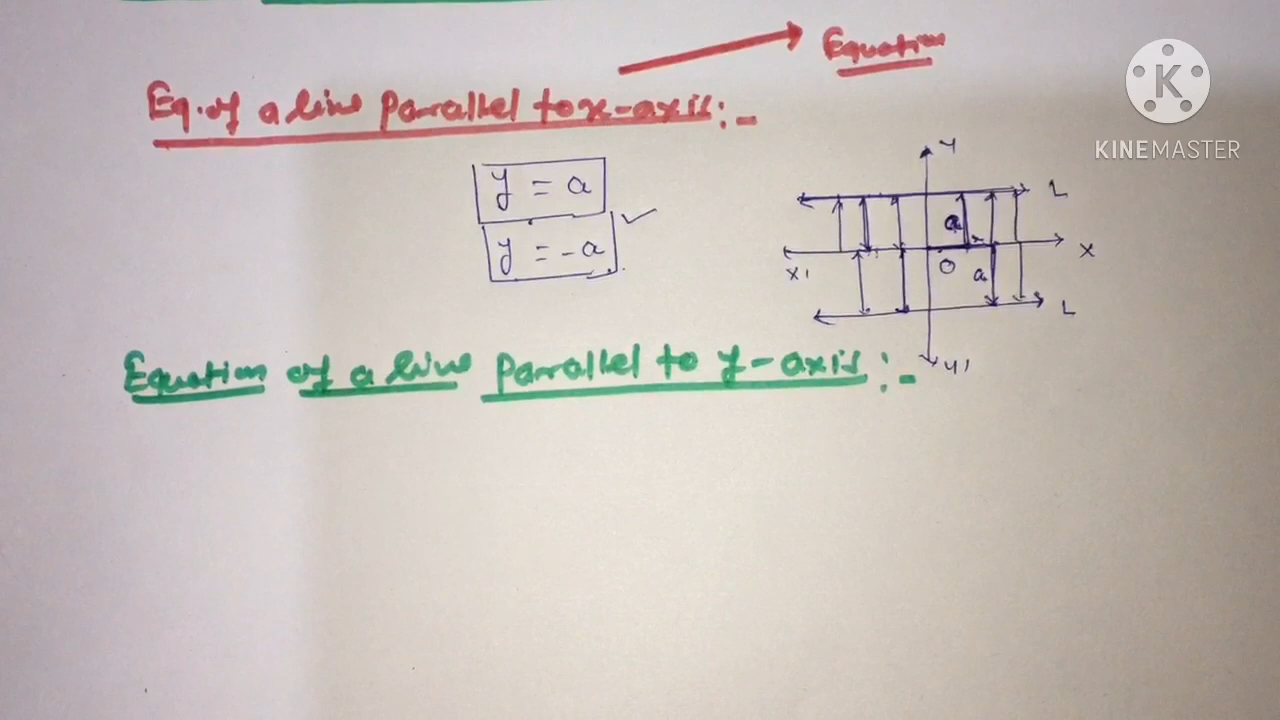 Equation
Eq. of a line parallel to x-axis:-
y = a
y = -a
Y
L
a
X
X1
O
a
L
Y1
Equation of a line parallel to y-axis:-
K
KINEMASTER